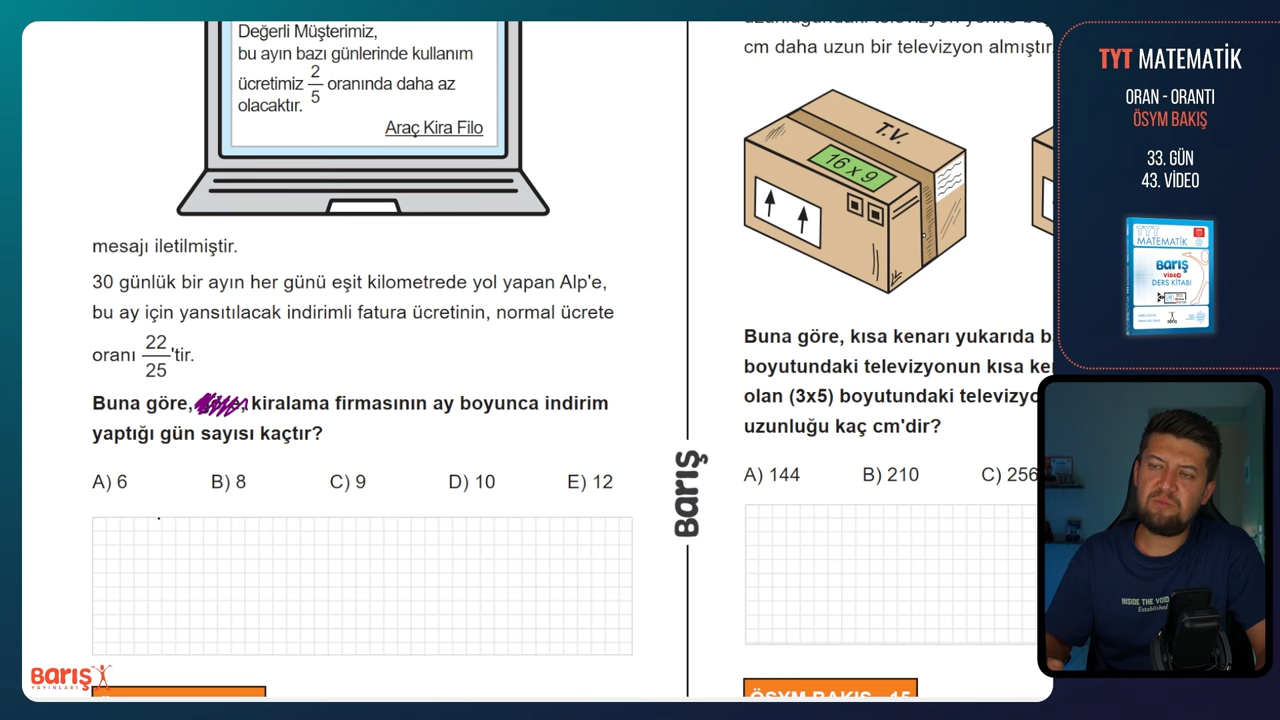 Değerli Müşterimiz,
bu ayın bazı günlerinde kullanım
ücretimiz 2/5 oranında daha az
olacaktır.
Araç Kira Filo
mesajı iletilmiştir.
30 günlük bir ayın her günü eşit kilometrede yol yapan Alp'e,
bu ay için yansıtılacak indirimli fatura ücretinin, normal ücrete
oranı 22/25'tir.
Buna göre, kiralama firmasının ay boyunca indirim
yaptığı gün sayısı kaçtır?
A) 6 B) 8 C) 9 D) 10 E) 12
BARIŞ
YAYINLARI
BARIŞ
cm daha uzun bir televizyon almıştır
T.V.
16 x 9
Buna göre, kısa kenarı yukarıda b
boyutundaki televizyonun kısa ke
olan (3x5) boyutundaki televizyo
uzunluğu kaç cm'dir?
A) 144 B) 210 C) 256
ÖSYM BAKIŞ - 15
TYT MATEMATİK
ORAN - ORANTI
ÖSYM BAKIŞ
33. GÜN
43. VİDEO
TYT
MATEMATİK
BARIŞ
VİDEO
DERS KİTABI
INSIDE THE VOID
Established